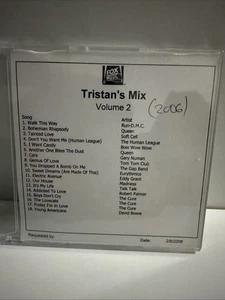 FOX
Tristan's Mix
Volume 2
(2006)
Song Artist
1. Walk This Way Run-D.M.C.
2. Bohemian Rhapsody Queen
3. Tainted Love Soft Cell
4. Don't You Want Me (Human League) The Human League
5. I Want Candy Bow Wow Wow
6. Another One Bites The Dust Queen
7. Cars Gary Numan
8. Genius Of Love Tom Tom Club
9. You Dropped A Bomb On Me The Gap Band
10. Sweet Dreams (Are Made Of That) Eurythmics
11. Electric Avenue Eddy Grant
12. Our House Madness
13. It's My Life Talk Talk
14. Addicted To Love Robert Palmer
15. Boys Don't Cry The Cure
16. The Lovecats The Cure
17. Friday I'm In Love The Cure
18. Young Americans David Bowie
Requested by Date: